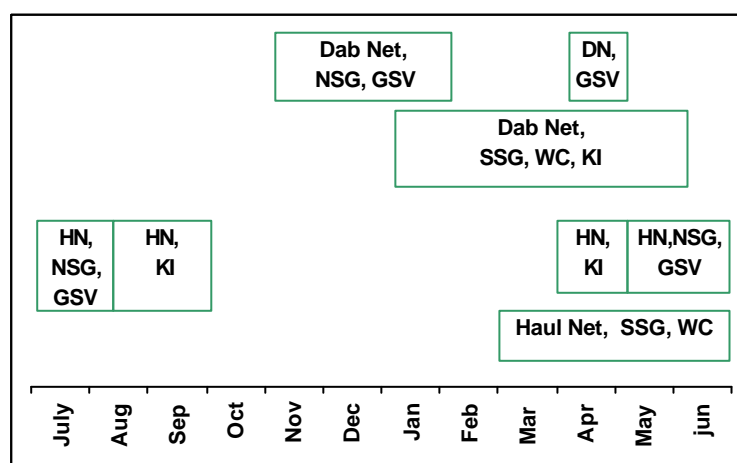 Dab Net,
NSG, GSV
DN,
GSV
Dab Net,
SSG, WC, KI
HN,
NSG,
GSV
HN,
KI
HN,
KI
HN,NSG,
GSV
Haul Net, SSG, WC
July
Aug
Sep
Oct
Nov
Dec
Jan
Feb
Mar
Apr
May
jun